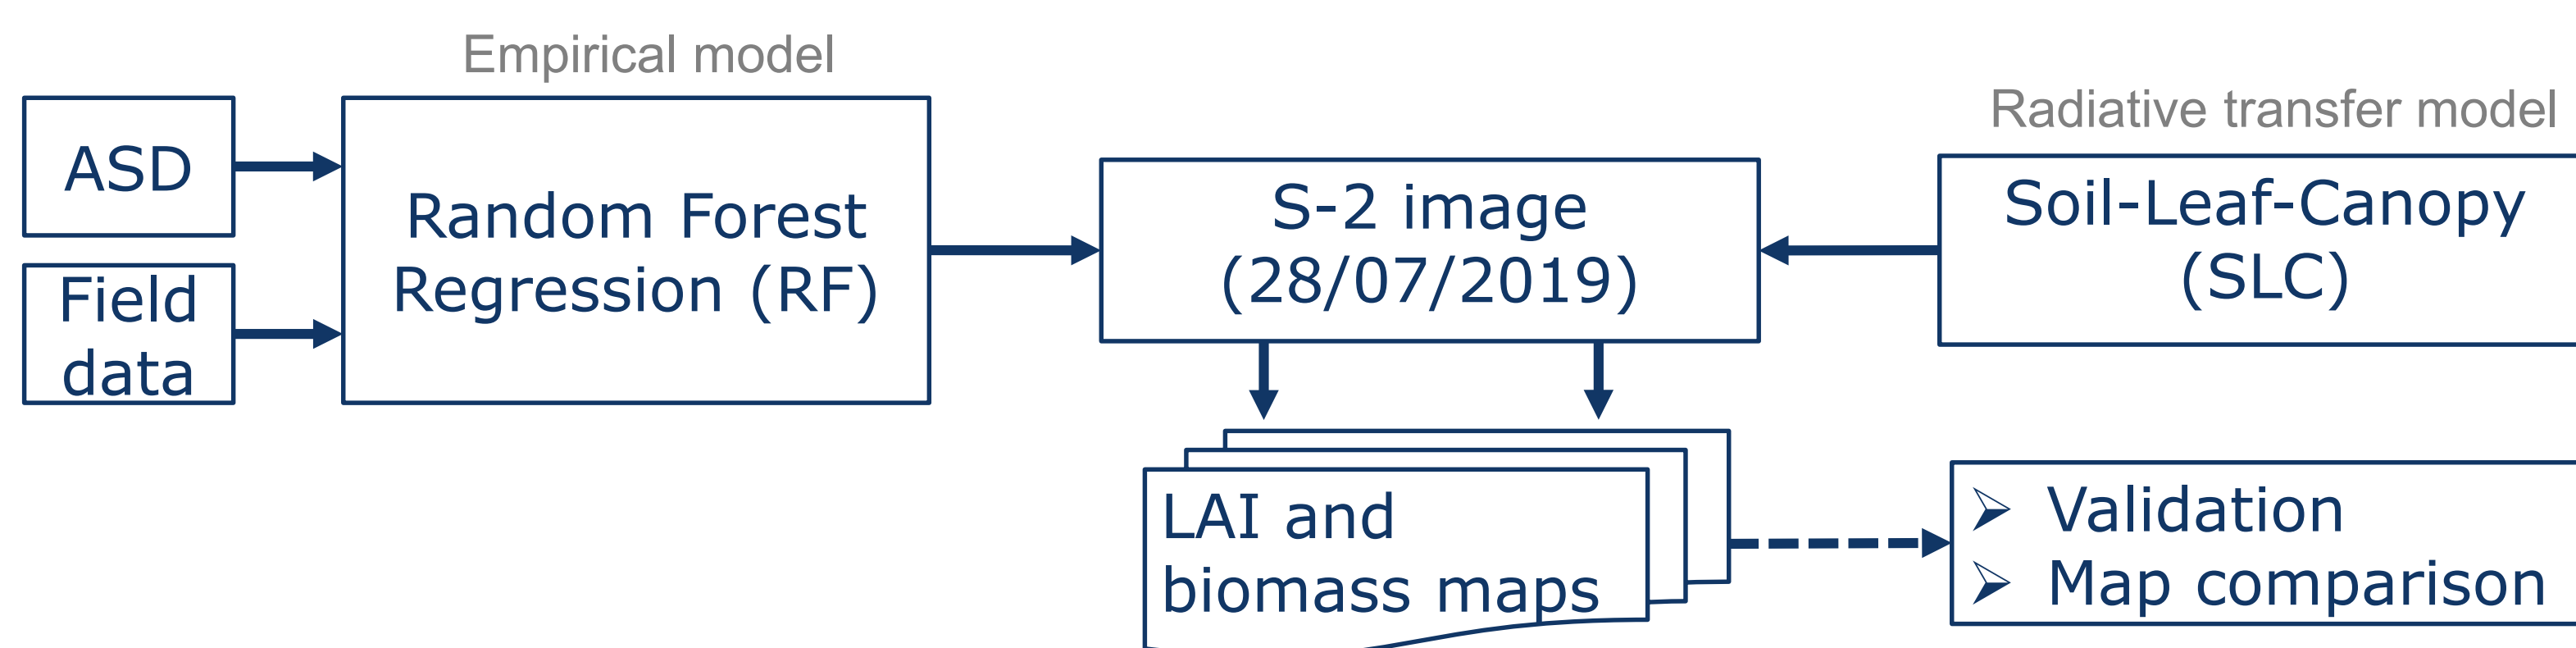 Empirical model
Radiative transfer model
ASD
Field
data
Random Forest
Regression (RF)
S-2 image
(28/07/2019)
Soil-Leaf-Canopy
(SLC)
LAI and
biomass maps
➢ Validation
➢ Map comparison